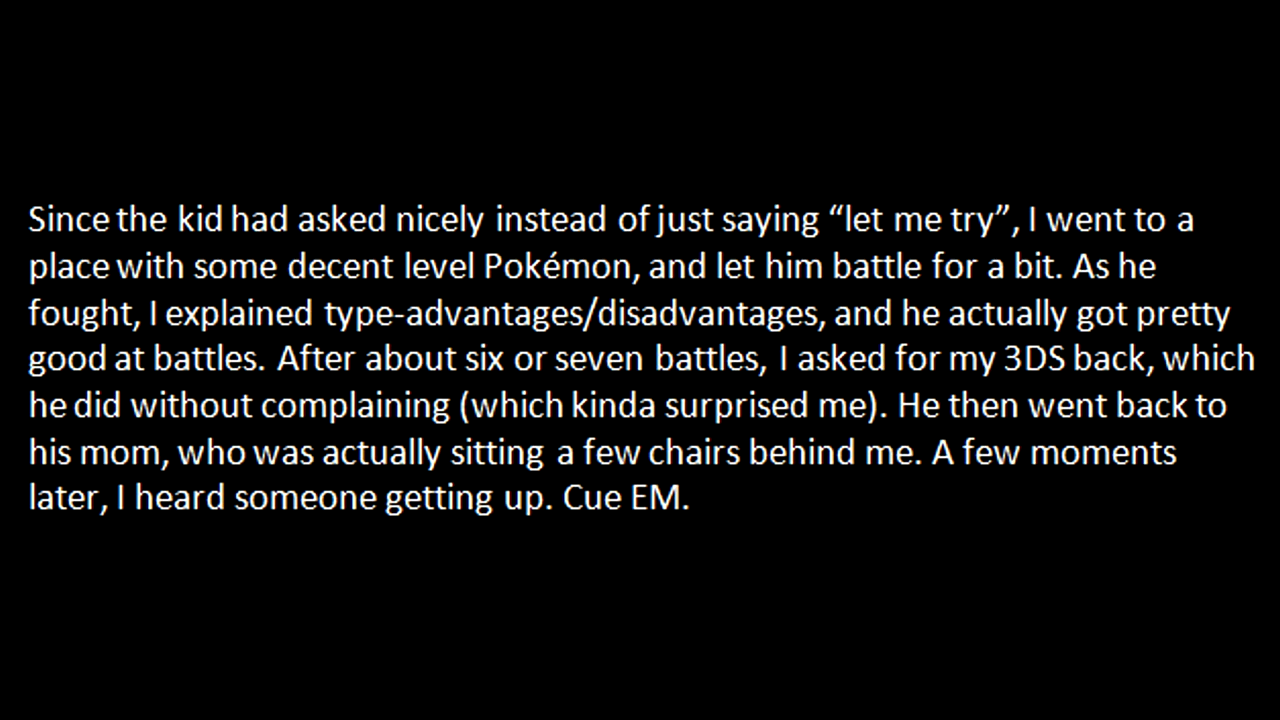 Since the kid had asked nicely instead of just saying “let me try”, I went to a
place with some decent level Pokémon, and let him battle for a bit. As he
fought, I explained type-advantages/disadvantages, and he actually got pretty
good at battles. After about six or seven battles, I asked for my 3DS back, which
he did without complaining (which kinda surprised me). He then went back to
his mom, who was actually sitting a few chairs behind me. A few moments
later, I heard someone getting up. Cue EM.